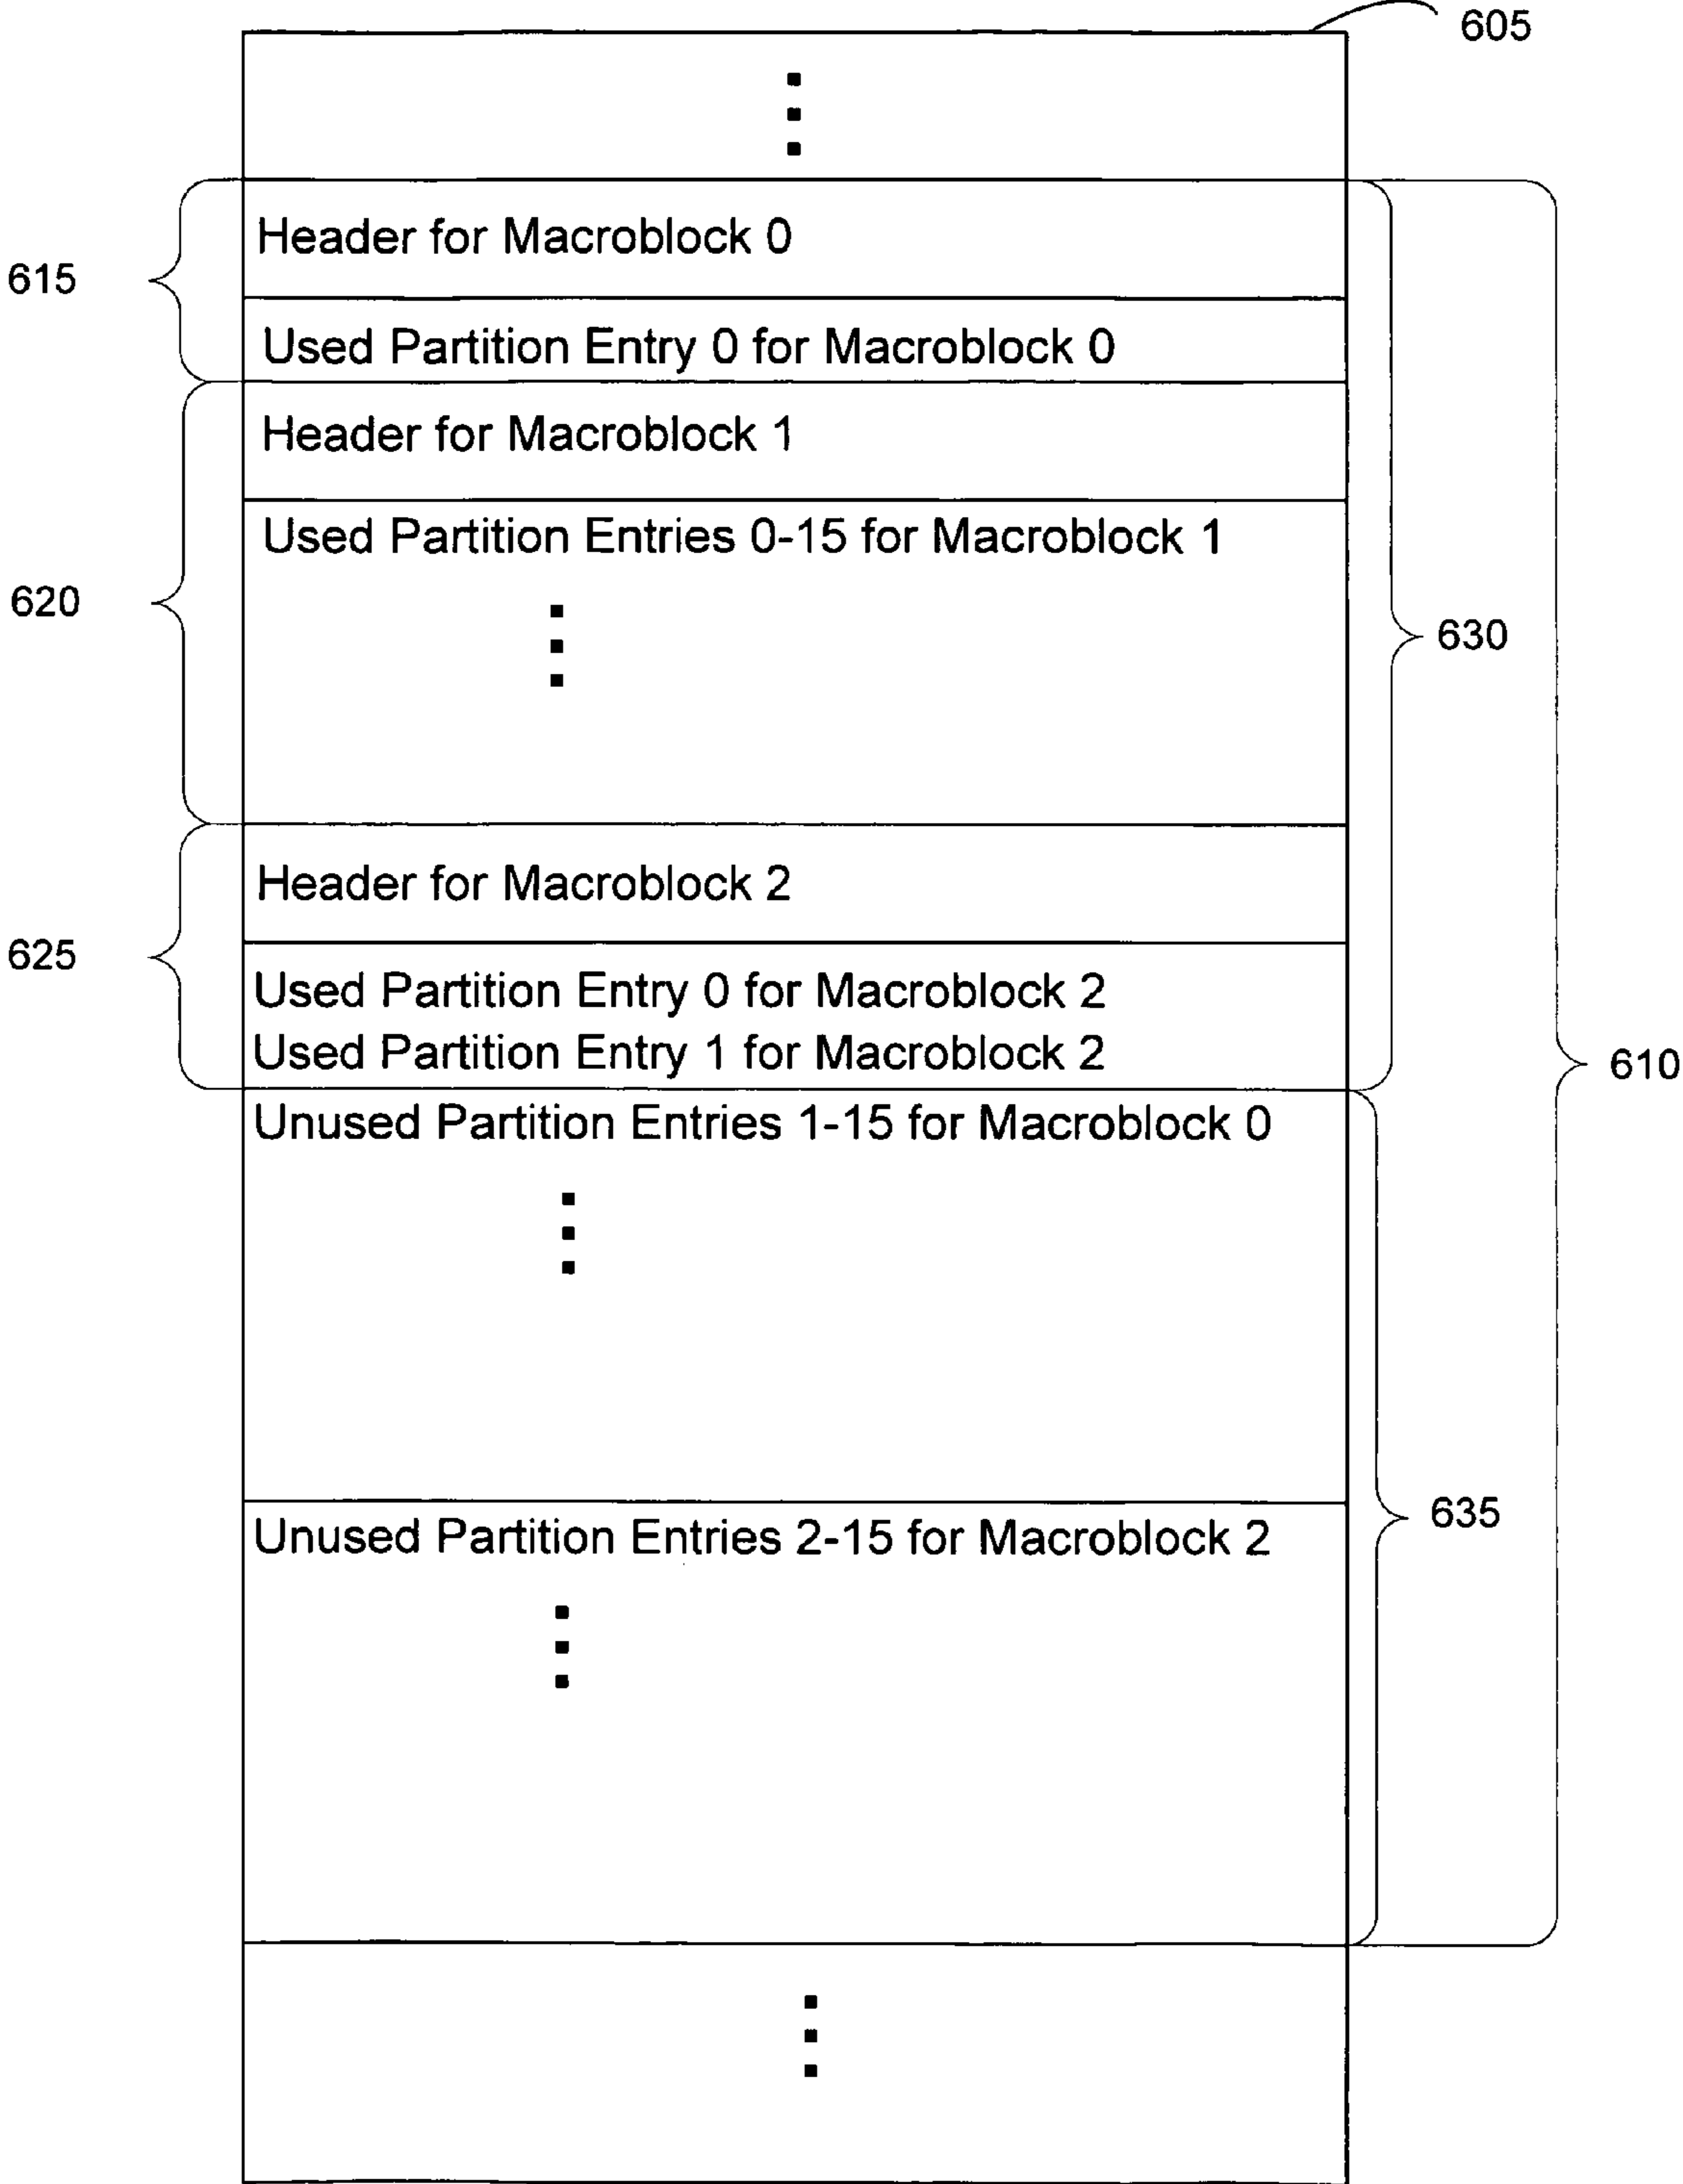 605
Header for Macroblock 0
615
Used Partition Entry 0 for Macroblock 0
Header for Macroblock 1
Used Partition Entries 0-15 for Macroblock 1
620
630
Header for Macroblock 2
625
Used Partition Entry 0 for Macroblock 2
Used Partition Entry 1 for Macroblock 2
610
Unused Partition Entries 1-15 for Macroblock 0
635
Unused Partition Entries 2-15 for Macroblock 2